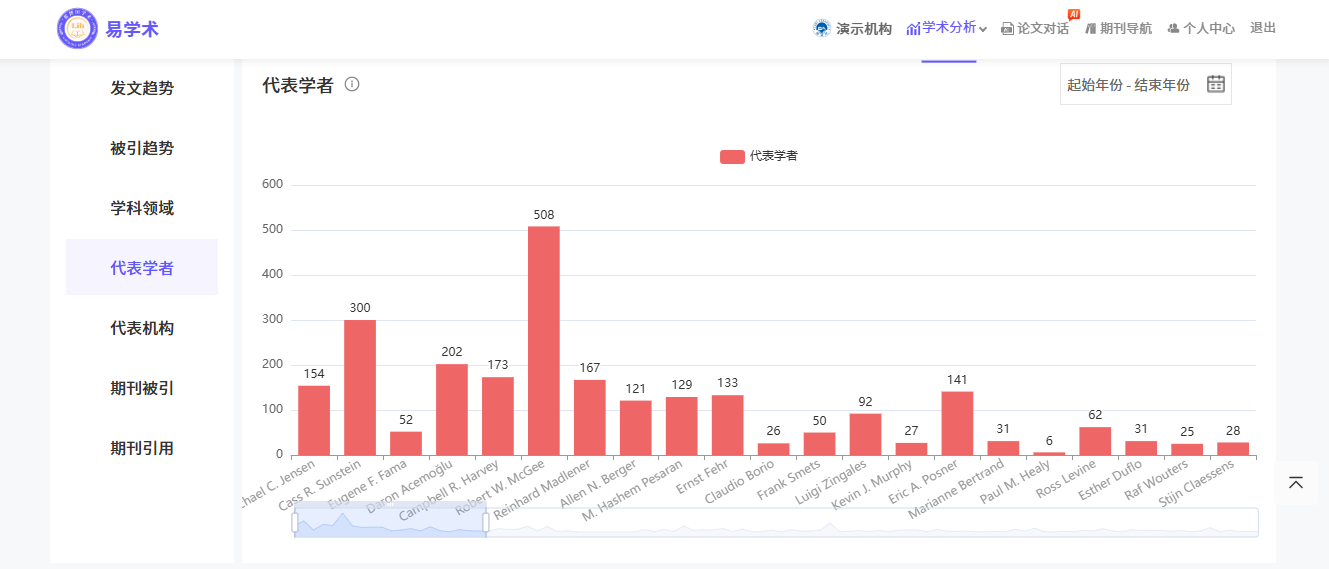 易学术
演示机构 学术分析 论文对话 AI 期刊导航 个人中心 退出
发文趋势
被引趋势
学科领域
代表学者
代表机构
期刊被引
期刊引用
代表学者
起始年份 - 结束年份
代表学者
600
500
400
300
200
100
0
154
300
52
202
173
508
167
121
129
133
26
50
92
27
141
31
6
62
31
25
28
hael C. Jensen
Cass R. Sunstein
Eugene F. Fama
Daron Acemoğlu
Campbell R. Harvey
Robert W. McGee
Reinhard Madlener
Allen N. Berger
M. Hashem Pesaran
Ernst Fehr
Claudio Borio
Frank Smets
Luigi Zingales
Kevin J. Murphy
Eric A. Posner
Marianne Bertrand
Paul M. Healy
Ross Levine
Esther Duflo
Raf Wouters
Stijn Claessens